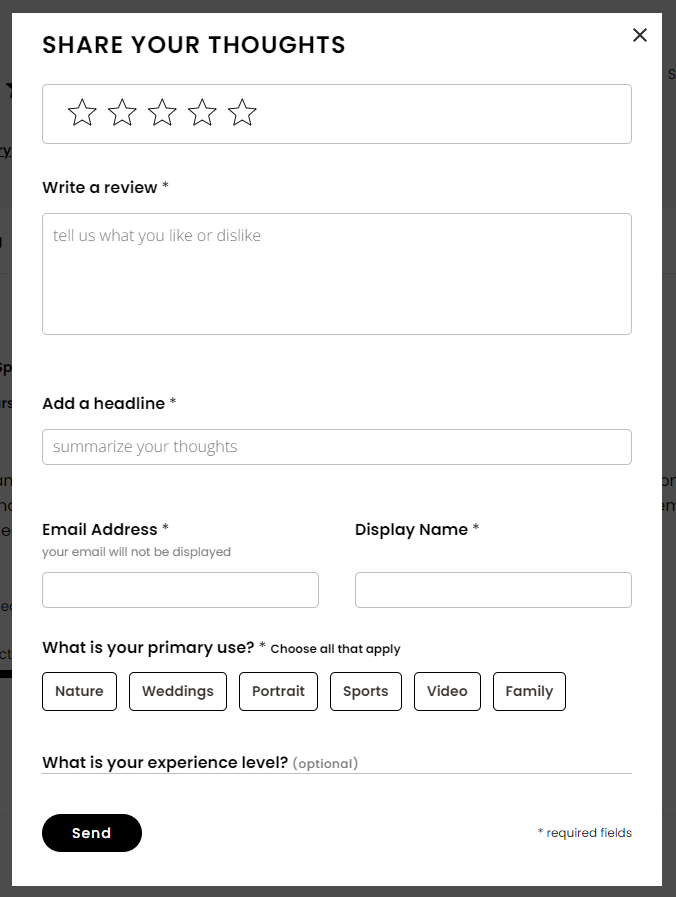 SHARE YOUR THOUGHTS
Write a review *
tell us what you like or dislike
Add a headline *
summarize your thoughts
Email Address *
Display Name *
your email will not be displayed
What is your primary use? * Choose all that apply
Nature Weddings Portrait Sports Video Family
What is your experience level? (optional)
Send
* required fields